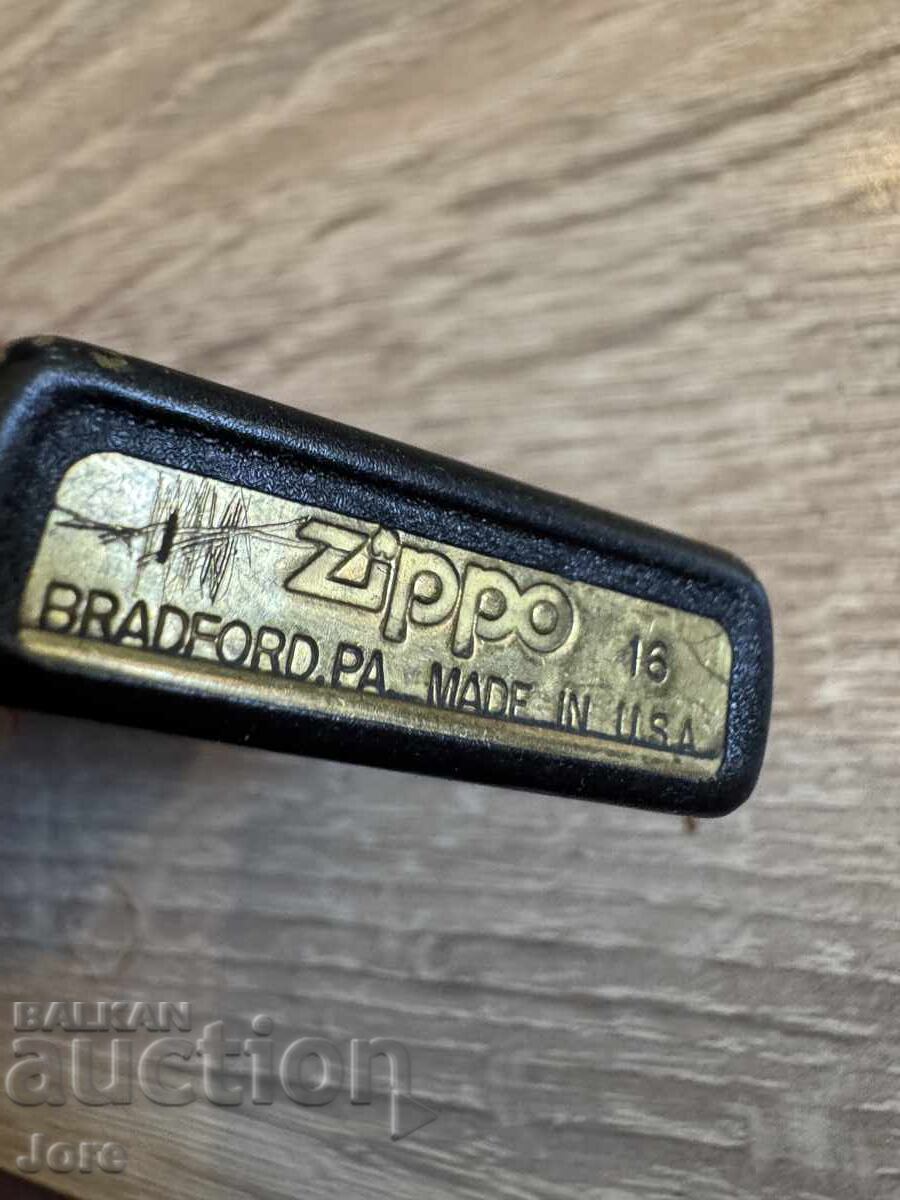 I zippo 16
BRADFORD, PA. MADE IN U.S.A.
BALKAN
auction
Jore